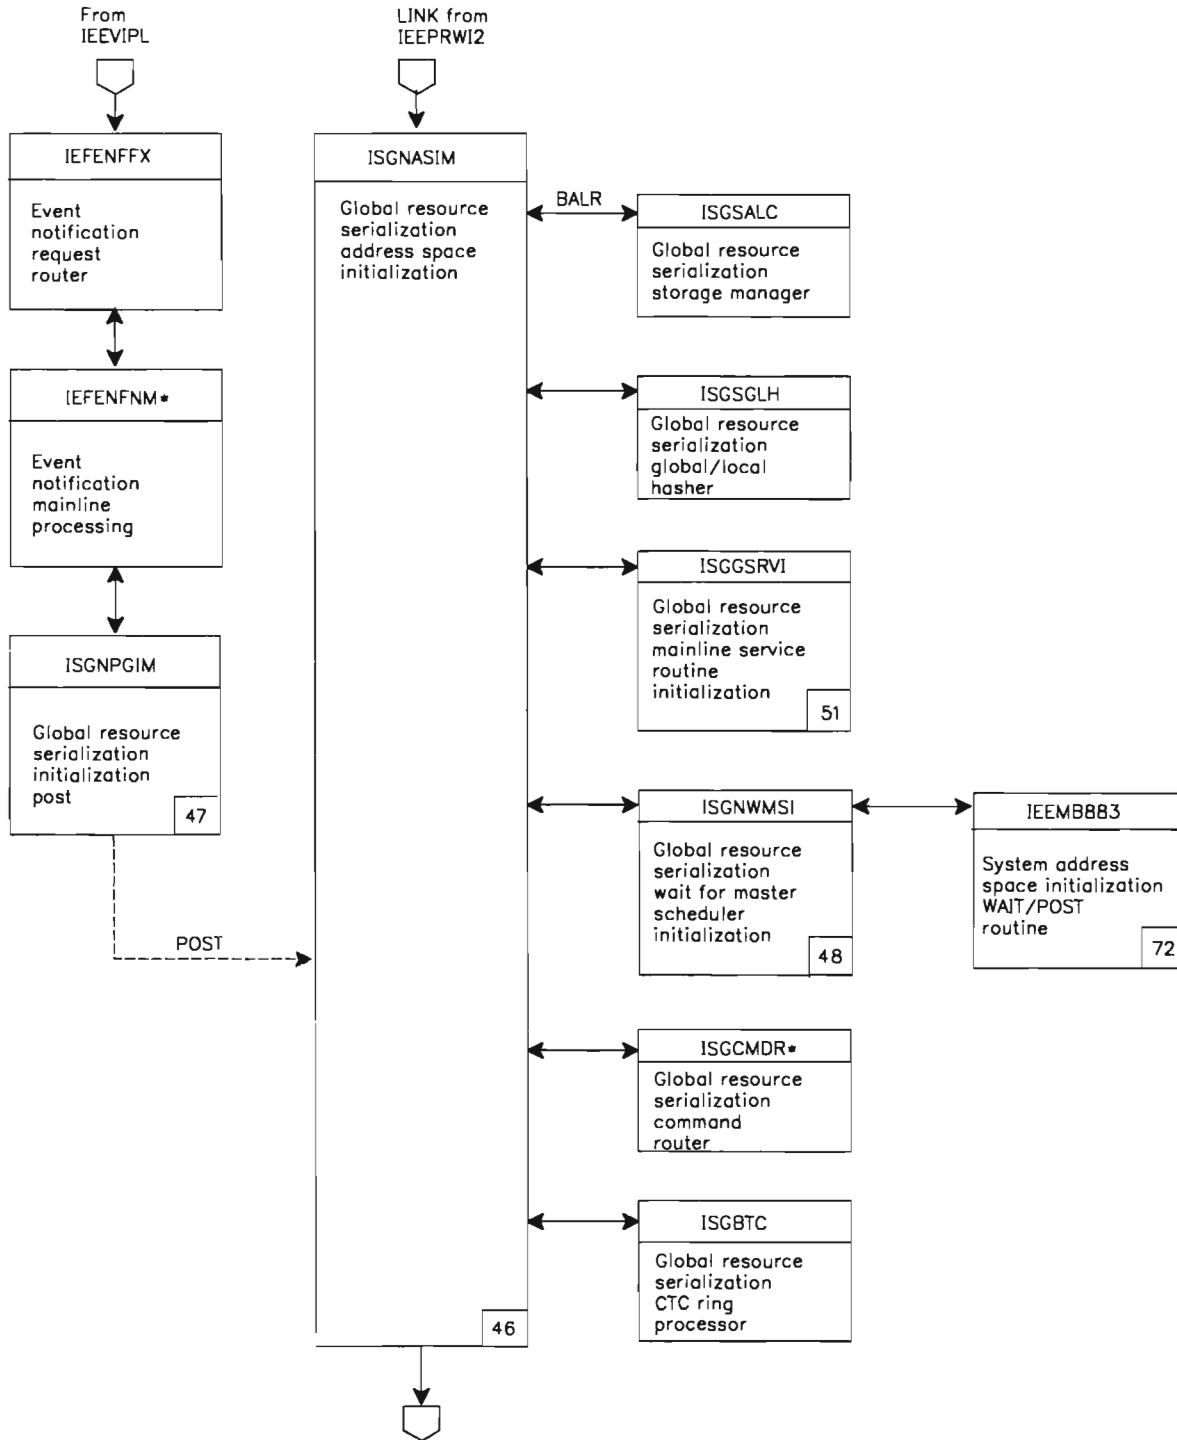 From
IEEVIPL
LINK from
IEEPRWI2
IEFENFFX
Event
notification
request
router
IEFENFNM*
Event
notification
mainline
processing
ISGNPGIM
Global resource
serialization
initialization
post
47
POST
ISGNASIM
Global resource
serialization
address space
initialization
46
BALR
ISGSALC
Global resource
serialization
storage manager
ISGSGLH
Global resource
serialization
global/local
hasher
ISGGSRVI
Global resource
serialization
mainline service
routine
initialization
51
ISGNWMSI
Global resource
serialization
wait for master
scheduler
initialization
48
IEEMB883
System address
space initialization
WAIT/POST
routine
72
ISGCMDR*
Global resource
serialization
command
router
ISGBTC
Global resource
serialization
CTC ring
processor